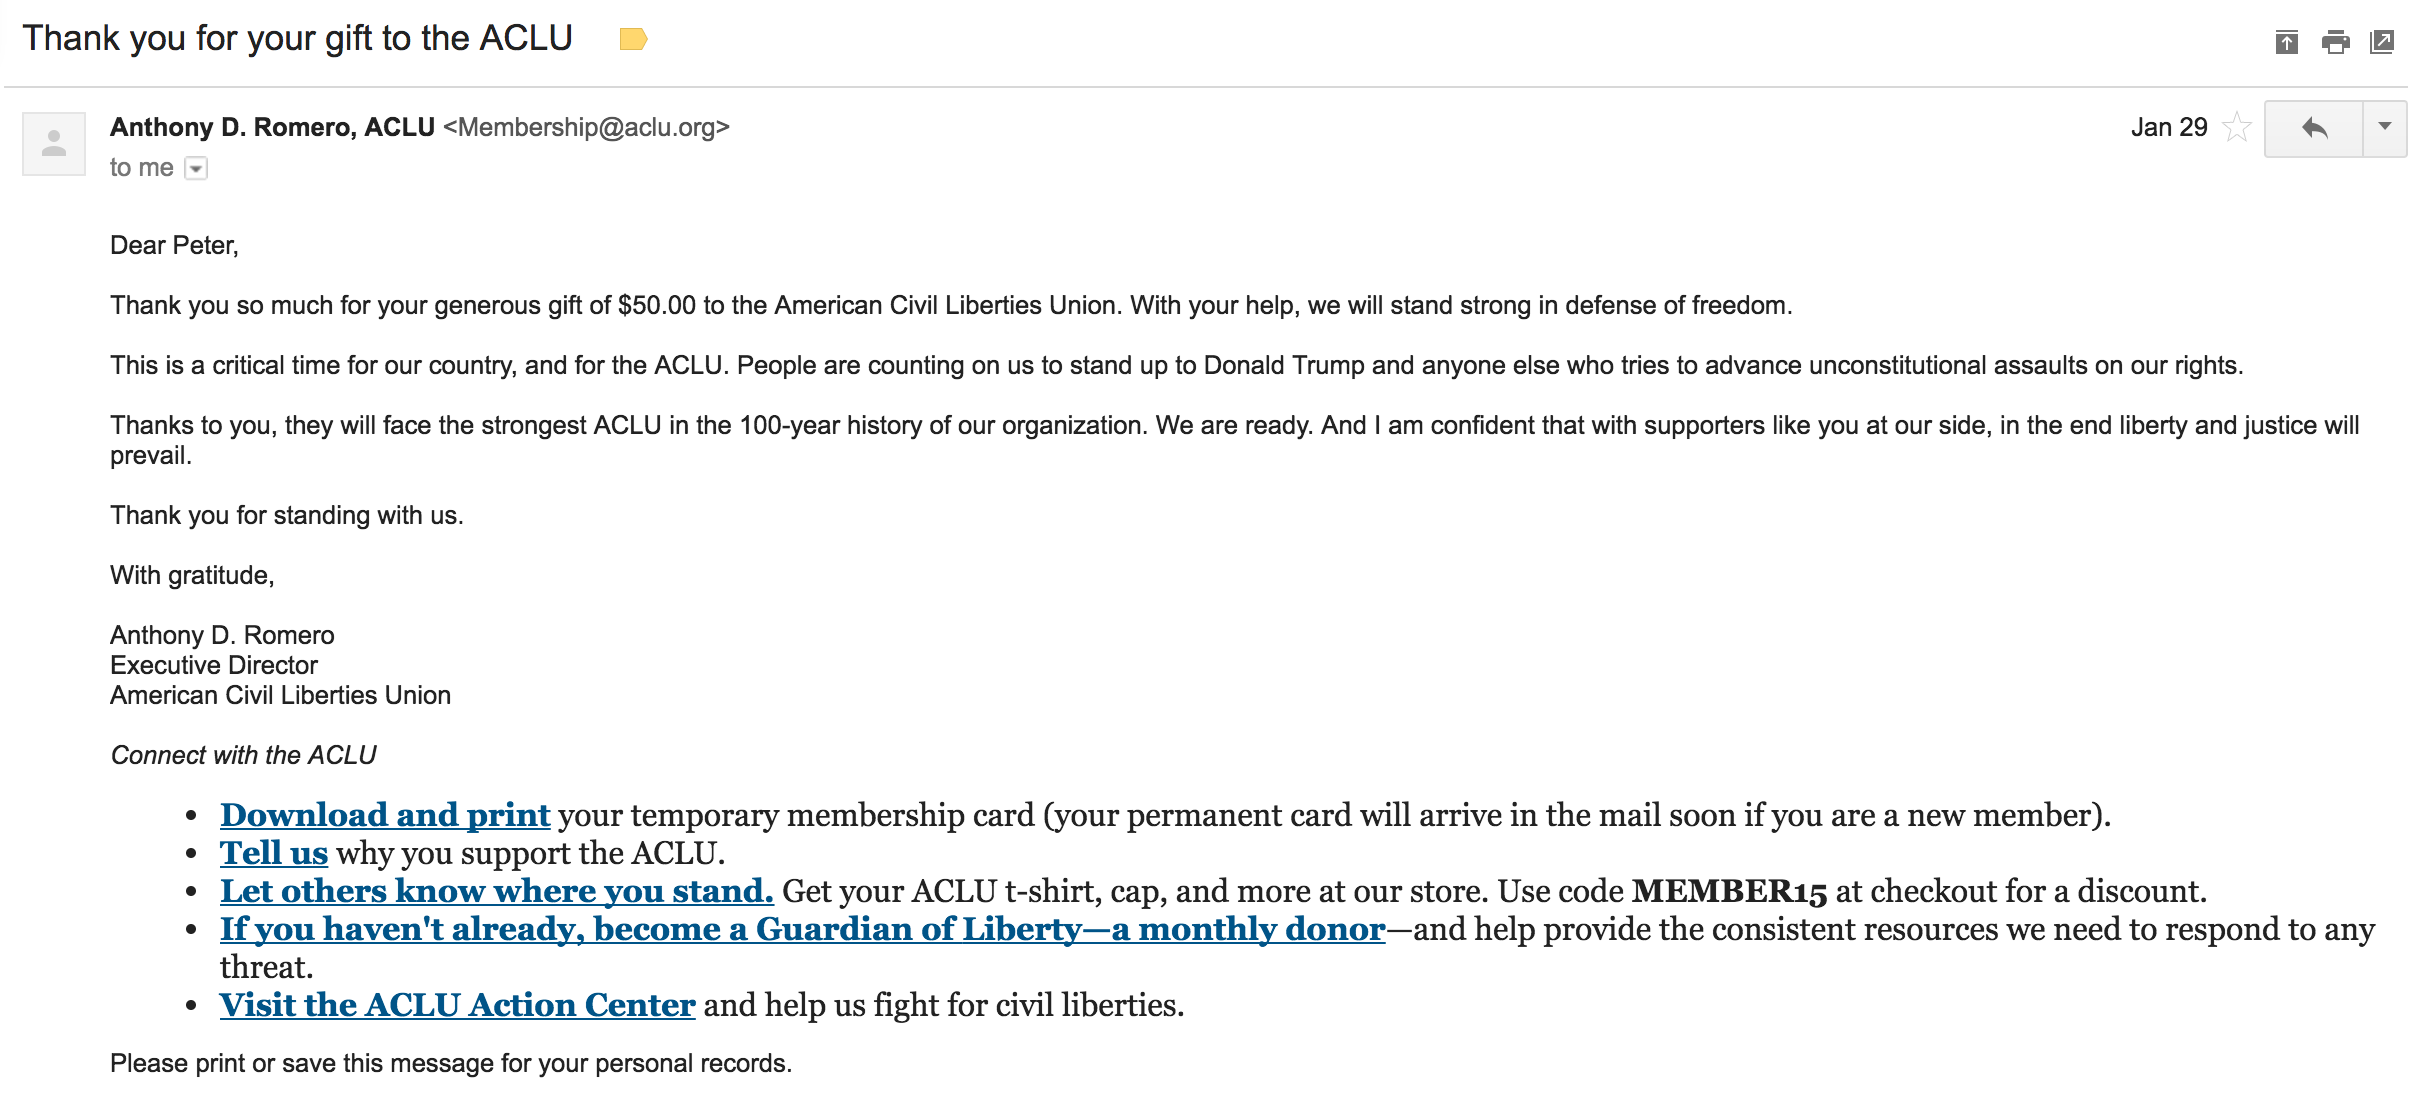 Thank you for your gift to the ACLU
Anthony D. Romero, ACLU <Membership@aclu.org>
Jan 29
to me
Dear Peter,
Thank you so much for your generous gift of $50.00 to the American Civil Liberties Union. With your help, we will stand strong in defense of freedom.
This is a critical time for our country, and for the ACLU. People are counting on us to stand up to Donald Trump and anyone else who tries to advance unconstitutional assaults on our rights.
Thanks to you, they will face the strongest ACLU in the 100-year history of our organization. We are ready. And I am confident that with supporters like you at our side, in the end liberty and justice will
prevail.
Thank you for standing with us.
With gratitude,
Anthony D. Romero
Executive Director
American Civil Liberties Union
Connect with the ACLU
• Download and print your temporary membership card (your permanent card will arrive in the mail soon if you are a new member).
• Tell us why you support the ACLU.
• Let others know where you stand. Get your ACLU t-shirt, cap, and more at our store. Use code MEMBER15 at checkout for a discount.
• If you haven't already, become a Guardian of Liberty—a monthly donor—and help provide the consistent resources we need to respond to any
threat.
• Visit the ACLU Action Center and help us fight for civil liberties.
Please print or save this message for your personal records.